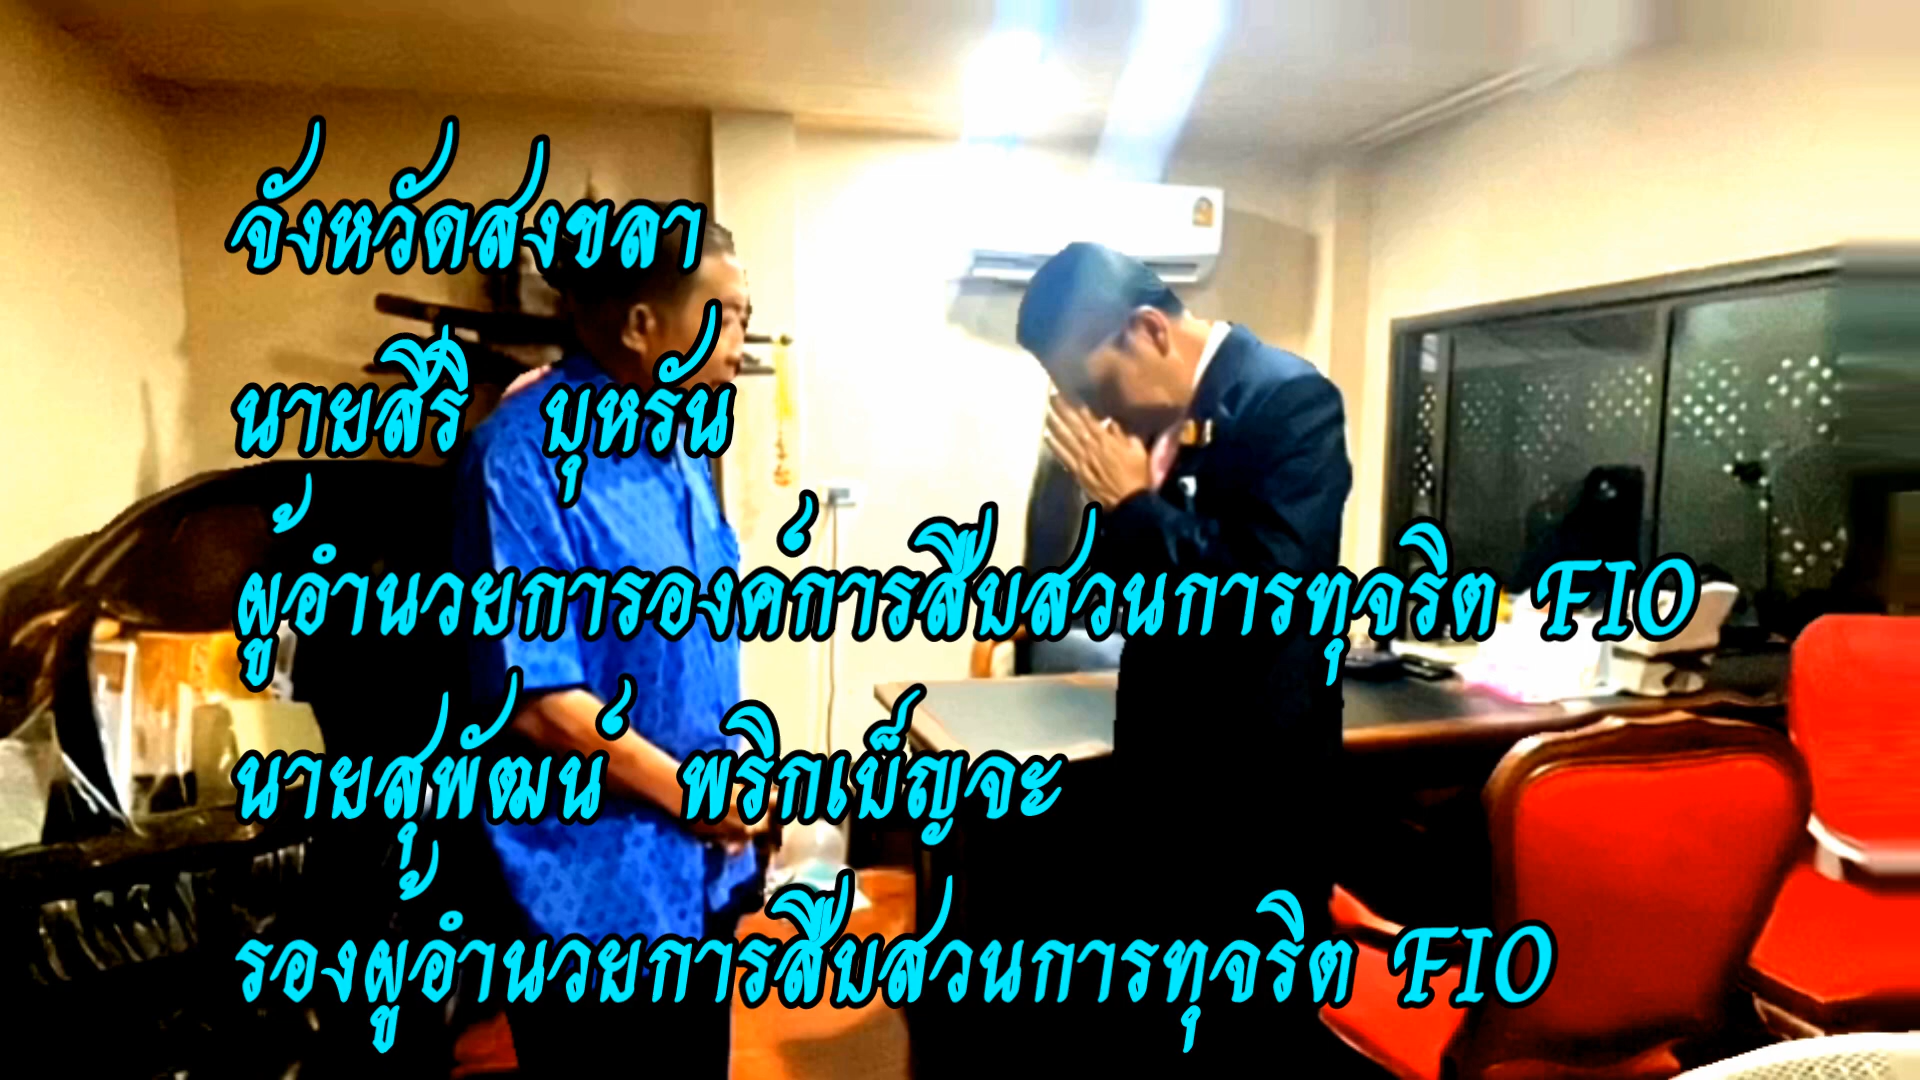 จังหวัดสงขลา
นายสิริ บุหรัน
ผู้อำนวยการองค์การสืบสวนการทุจริต FIO
นายสุพัฒน์ พริกเบ็ญจะ
รองผู้อำนวยการสืบสวนการทุจริต FIO